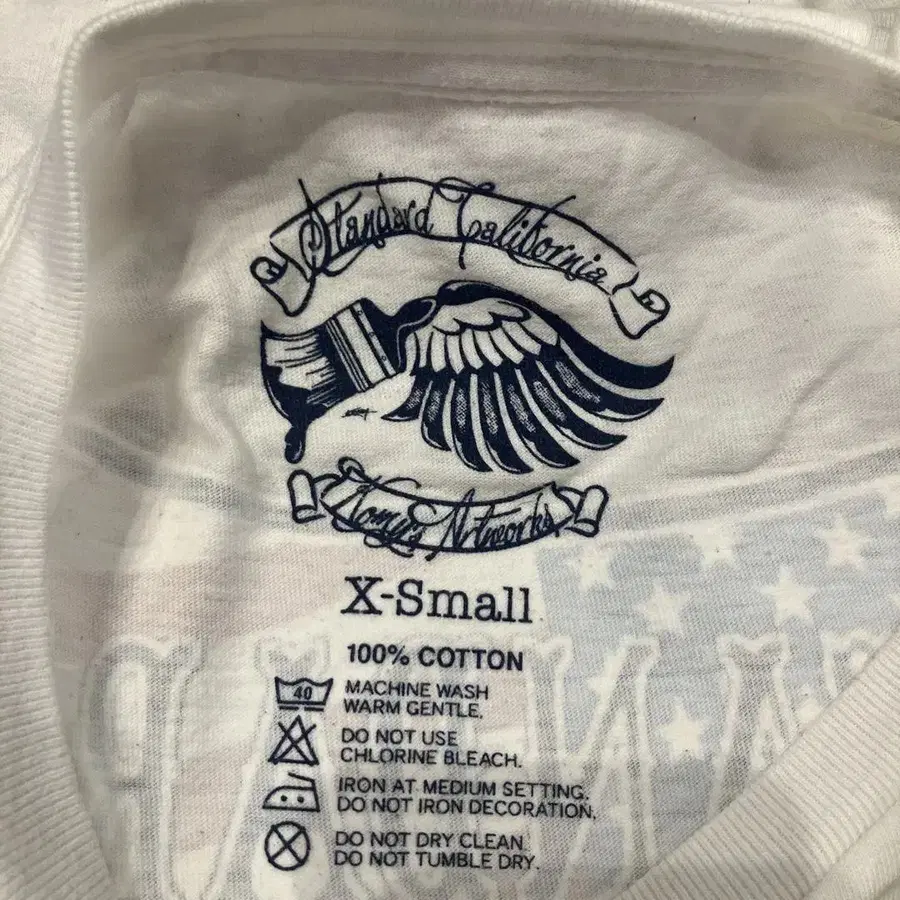 Standard California
Tomy's Artworks
X-Small
100% COTTON
40
MACHINE WASH
WARM GENTLE.
DO NOT USE
CHLORINE BLEACH.
IRON AT MEDIUM SETTING.
DO NOT IRON DECORATION.
DO NOT DRY CLEAN.
DO NOT TUMBLE DRY.